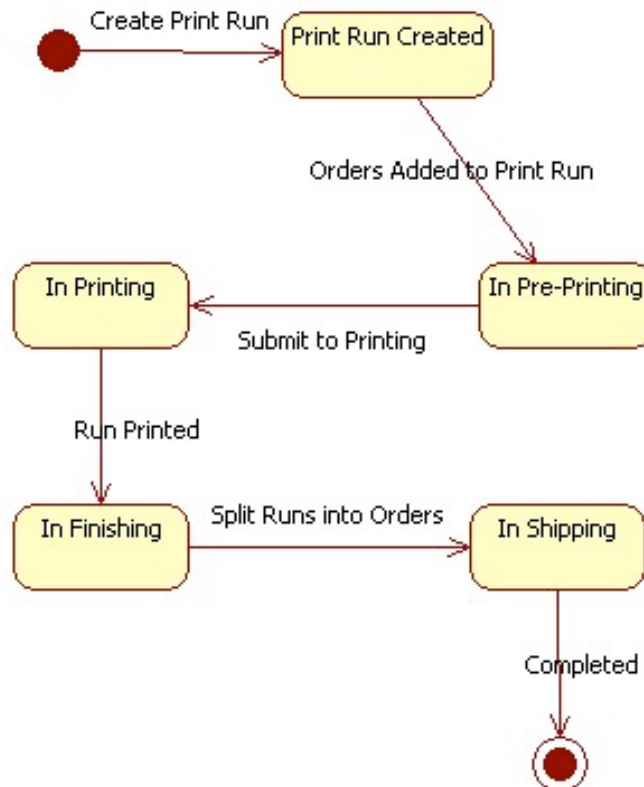 Create Print Run
Print Run Created
Orders Added to Print Run
In Printing
In Pre-Printing
Submit to Printing
Run Printed
In Finishing
Split Runs into Orders
In Shipping
Completed